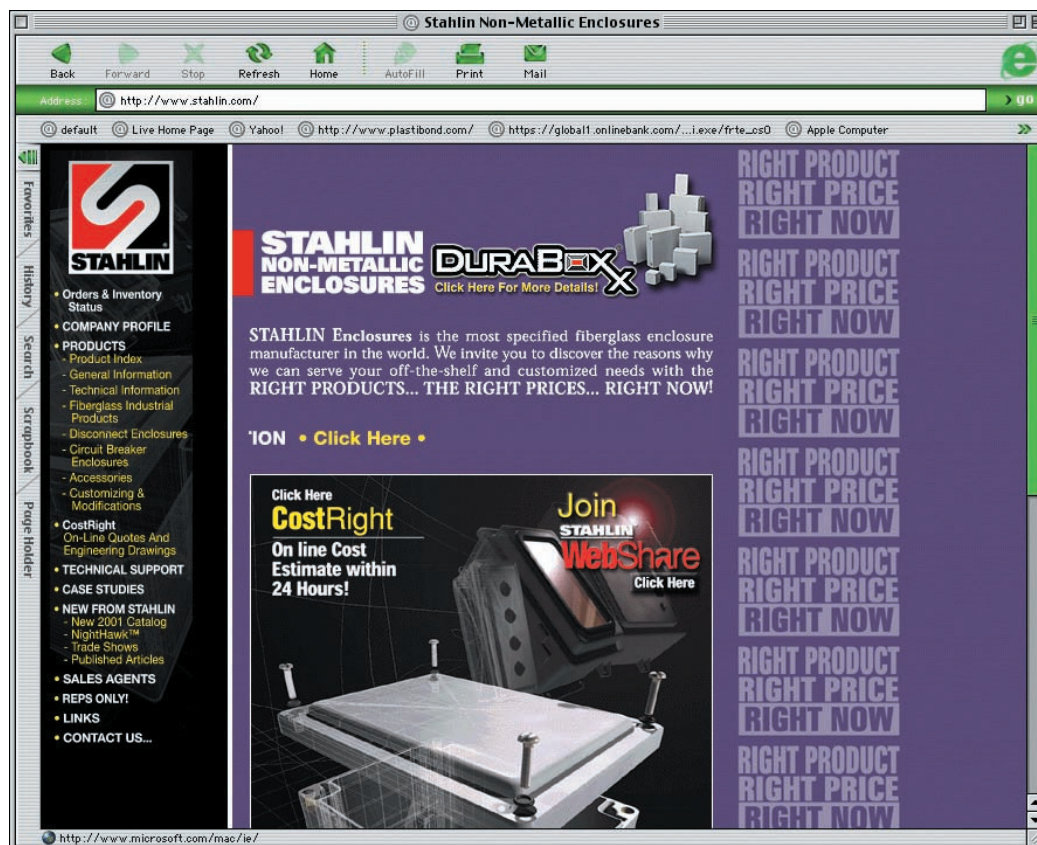 Stahlin Non-Metallic Enclosures
Back Forward Stop Refresh Home AutoFill Print Mail
Address: http://www.stahlin.com/ go
default Live Home Page Yahoo! http://www.plastibond.com/ https://global1.onlinebank.com/...i.exe/frte_cs0 Apple Computer
Favorites
History
Search
Scrapbook
Page Holder
STAHLIN
• Orders & Inventory
Status
• COMPANY PROFILE
• PRODUCTS
- Product Index
- General Information
- Technical Information
- Fiberglass Industrial
Products
- Disconnect Enclosures
- Circuit Breaker
Enclosures
- Accessories
- Customizing &
Modifications
• CostRight
On-Line Quotes And
Engineering Drawings
• TECHNICAL SUPPORT
• CASE STUDIES
• NEW FROM STAHLIN
- New 2001 Catalog
- NightHawk™
- Trade Shows
- Published Articles
• SALES AGENTS
• REPS ONLY!
• LINKS
• CONTACT US...
STAHLIN
NON-METALLIC
ENCLOSURES
DURABOXX
Click Here For More Details!
STAHLIN Enclosures is the most specified fiberglass enclosure
manufacturer in the world. We invite you to discover the reasons why
we can serve your off-the-shelf and customized needs with the
RIGHT PRODUCTS... THE RIGHT PRICES... RIGHT NOW!
TION • Click Here •
Click Here
CostRight
On line Cost
Estimate within
24 Hours!
Join
STAHLIN
WebShare
Click Here
RIGHT PRODUCT
RIGHT PRICE
RIGHT NOW
RIGHT PRODUCT
RIGHT PRICE
RIGHT NOW
RIGHT PRODUCT
RIGHT PRICE
RIGHT NOW
RIGHT PRODUCT
RIGHT PRICE
RIGHT NOW
RIGHT PRODUCT
RIGHT PRICE
RIGHT NOW
RIGHT PRODUCT
RIGHT PRICE
RIGHT NOW
RIGHT PRODUCT
RIGHT PRICE
RIGHT NOW
http://www.microsoft.com/mac/ie/